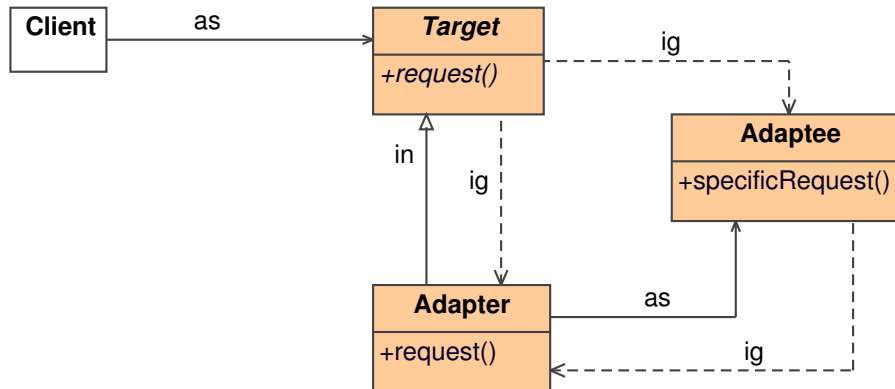 Client
as
Target
+request()
ig
Adaptee
+specificRequest()
in
ig
Adapter
+request()
as
ig